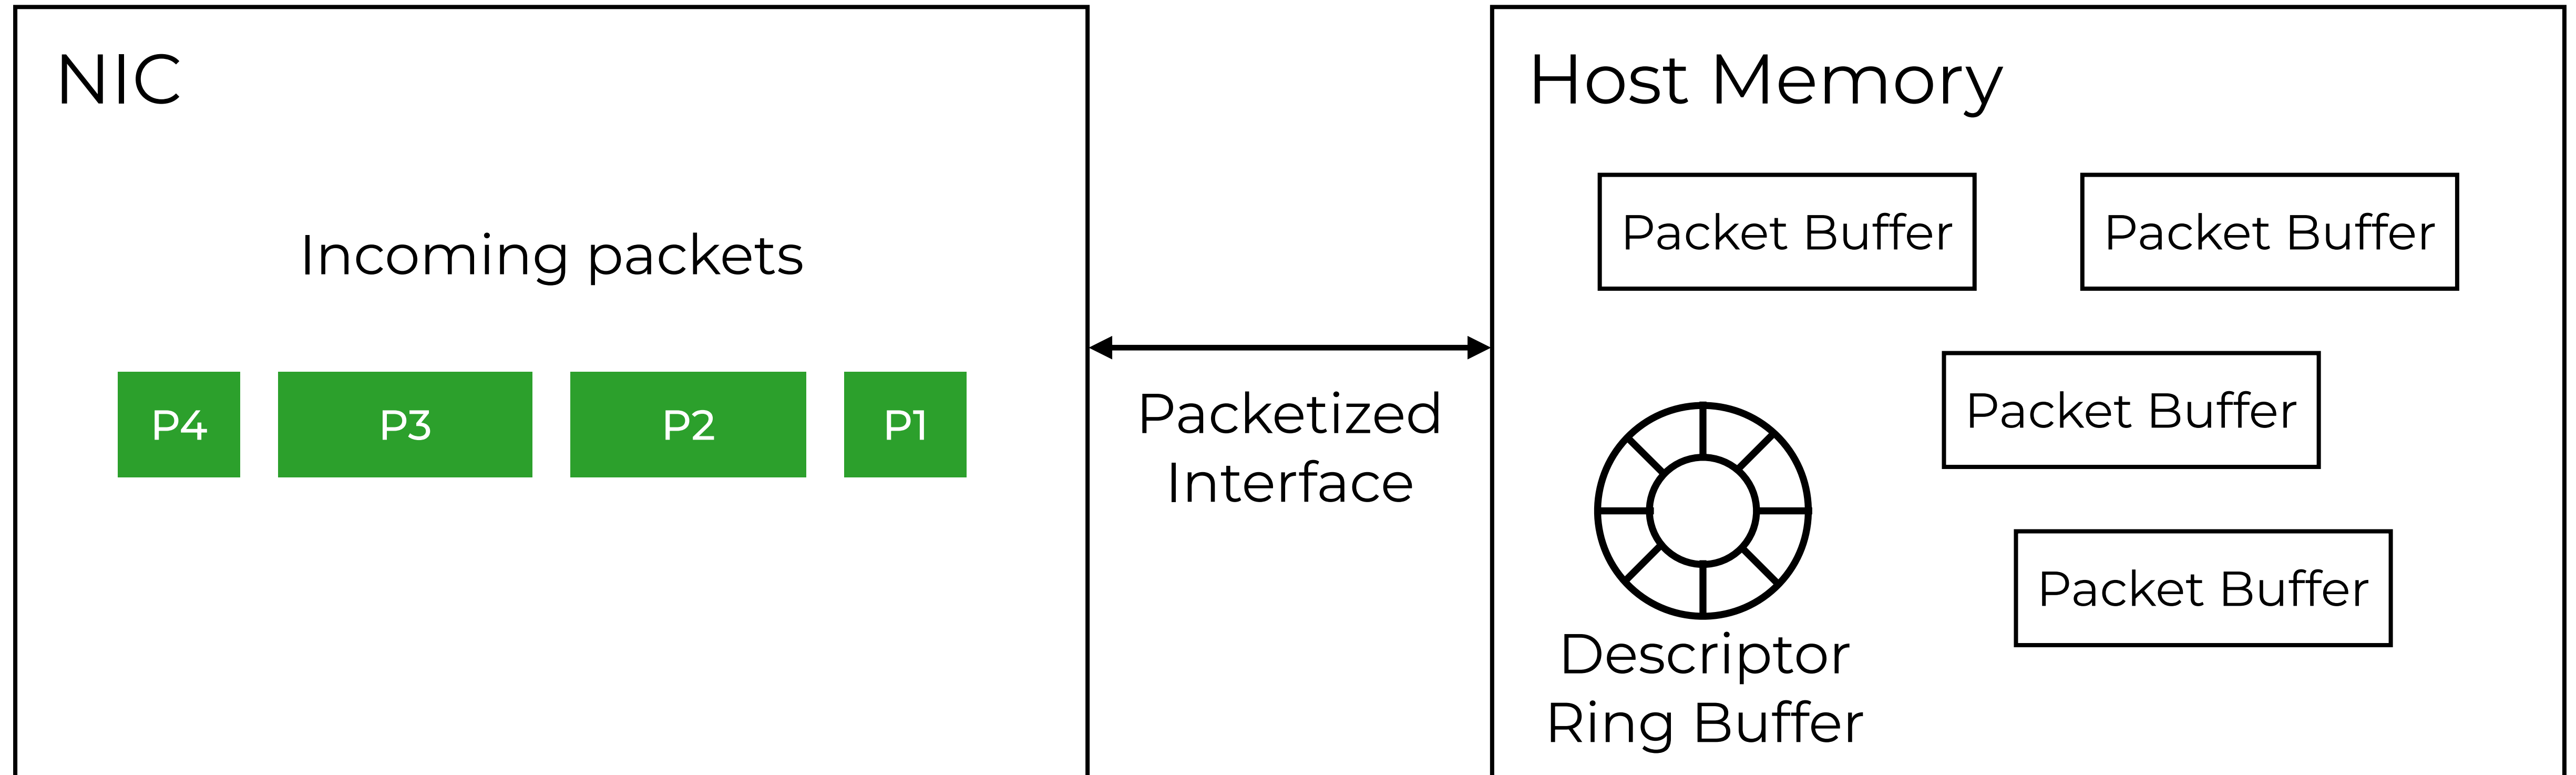 NIC
Incoming packets
P4
P3
P2
P1
Packetized
Interface
Host Memory
Packet Buffer
Packet Buffer
Packet Buffer
Packet Buffer
Descriptor
Ring Buffer